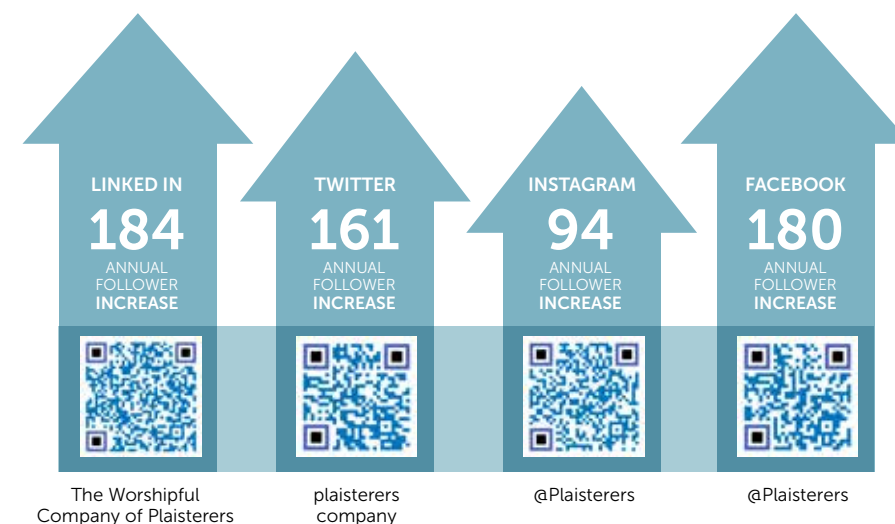 LINKED IN
184
ANNUAL
FOLLOWER
INCREASE
TWITTER
161
ANNUAL
FOLLOWER
INCREASE
INSTAGRAM
94
ANNUAL
FOLLOWER
INCREASE
FACEBOOK
180
ANNUAL
FOLLOWER
INCREASE
The Worshipful
Company of Plaisterers
plaisterers
company
@Plaisterers
@Plaisterers